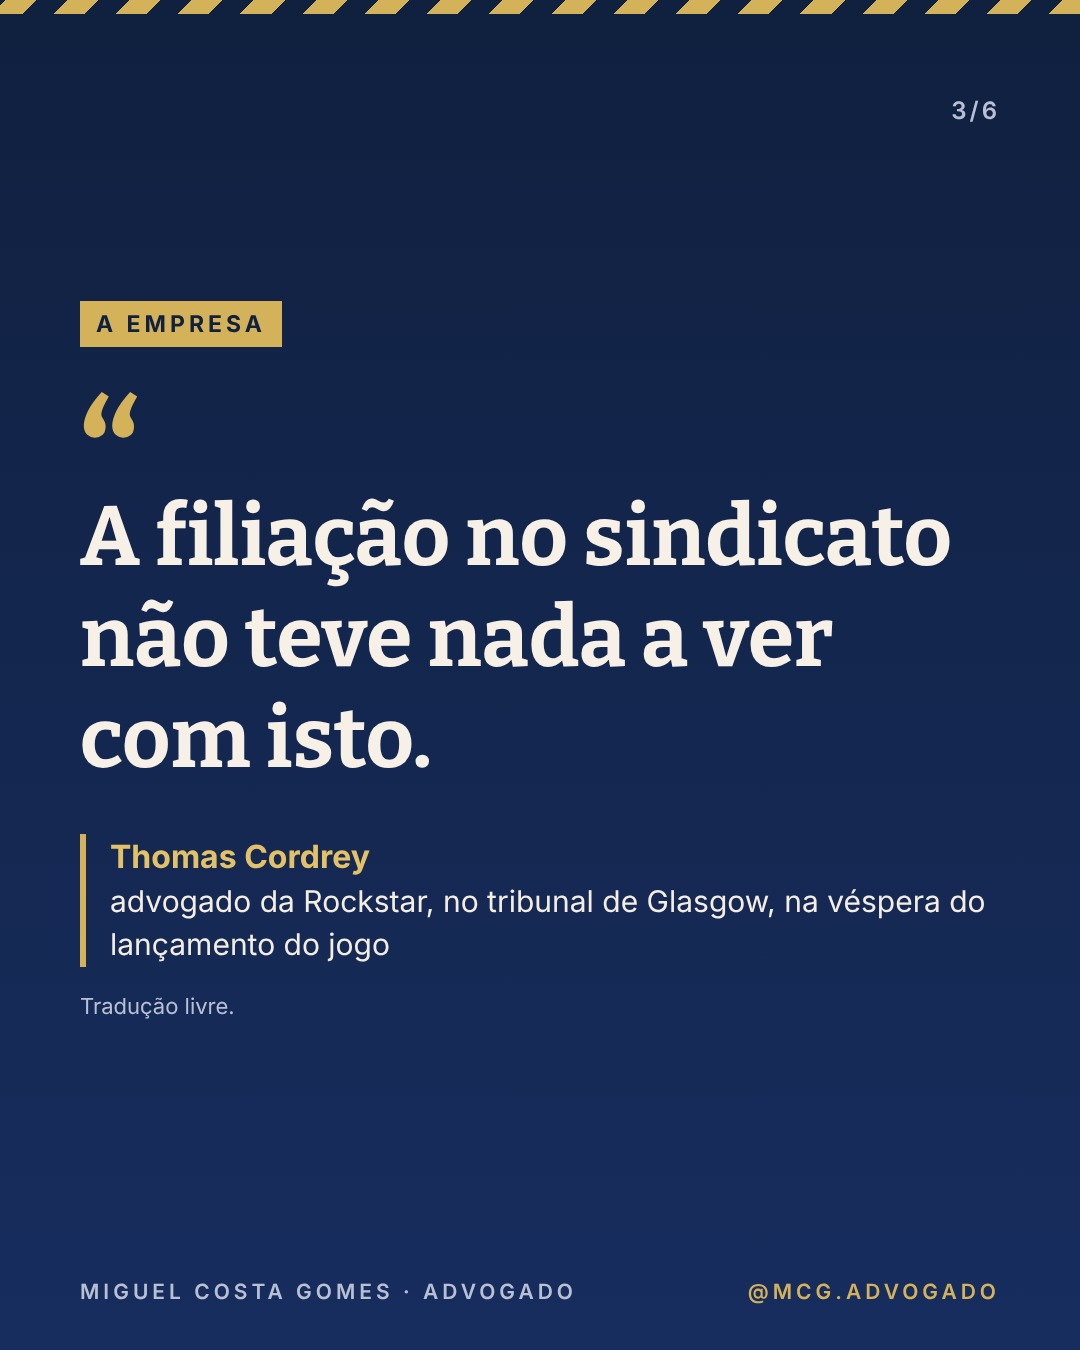 3/6
A EMPRESA
“
A filiação no sindicato
não teve nada a ver
com isto.
Thomas Cordrey
advogado da Rockstar, no tribunal de Glasgow, na véspera do
lançamento do jogo
Tradução livre.
MIGUEL COSTA GOMES · ADVOGADO
@MCG.ADVOGADO